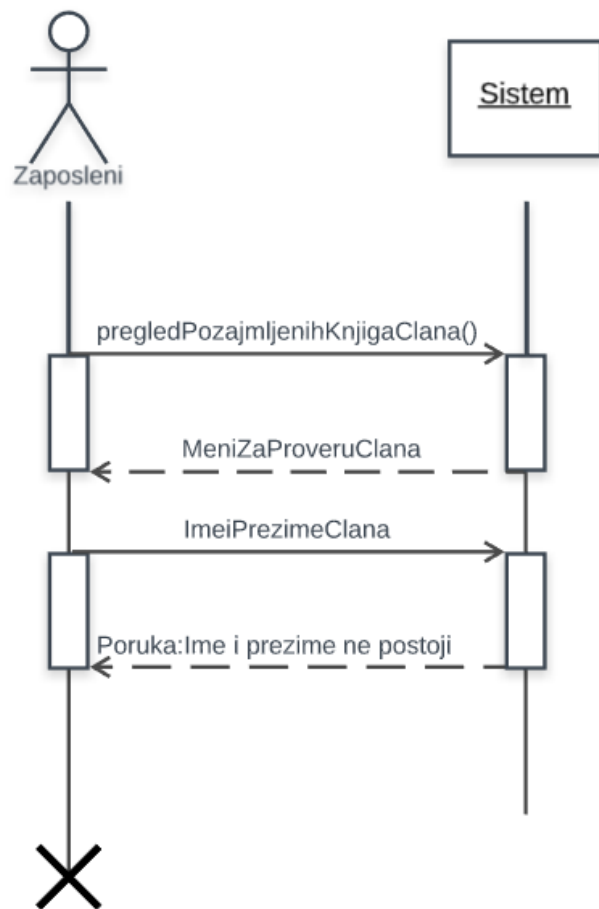 Zaposleni
Sistem
pregledPozajmljenihKnjigaClana()
MeniZaProveruClana
ImeiPrezimeClana
Poruka:Ime i prezime ne postoji